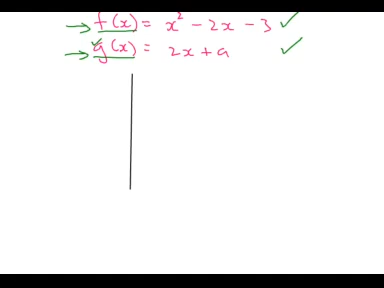 → f(x) = x² - 2x - 3 ✓
→ g(x) = 2x + a ✓